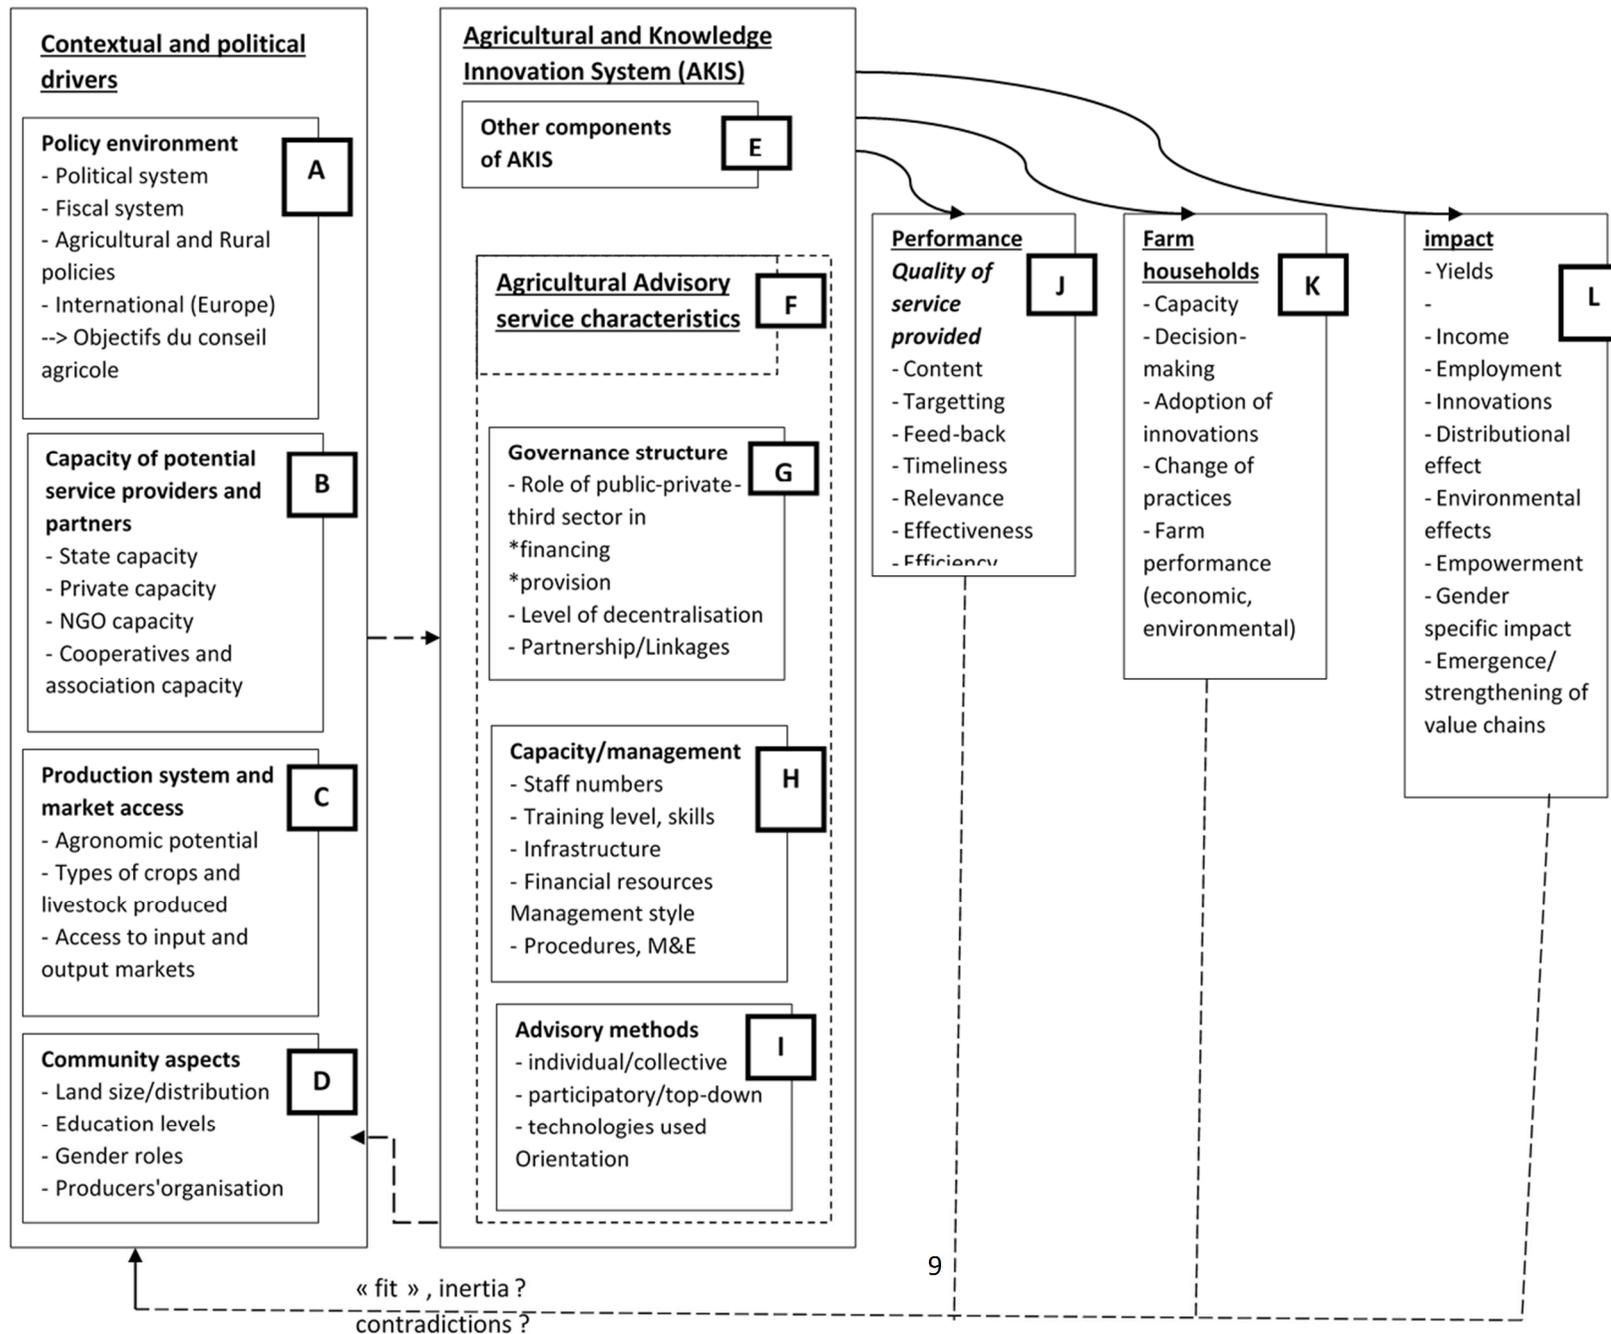 Contextual and political
drivers
Policy environment
- Political system
- Fiscal system
- Agricultural and Rural
policies
- International (Europe)
--> Objectifs du conseil
agricole
A
Capacity of potential
service providers and
partners
- State capacity
- Private capacity
- NGO capacity
- Cooperatives and
association capacity
B
Production system and
market access
- Agronomic potential
- Types of crops and
livestock produced
- Access to input and
output markets
C
Community aspects
- Land size/distribution
- Education levels
- Gender roles
- Producers'organisation
D
Agricultural and Knowledge
Innovation System (AKIS)
Other components
of AKIS
E
Agricultural Advisory
service characteristics
F
Governance structure
- Role of public-private-
third sector in
*financing
*provision
- Level of decentralisation
- Partnership/Linkages
G
Capacity/management
- Staff numbers
- Training level, skills
- Infrastructure
- Financial resources
Management style
- Procedures, M&E
H
Advisory methods
- individual/collective
- participatory/top-down
- technologies used
Orientation
I
Performance
Quality of
service
provided
- Content
- Targetting
- Feed-back
- Timeliness
- Relevance
- Effectiveness
- Efficiency
J
Farm
households
- Capacity
- Decision-
making
- Adoption of
innovations
- Change of
practices
- Farm
performance
(economic,
environmental)
K
impact
- Yields
-
- Income
- Employment
- Innovations
- Distributional
effect
- Environmental
effects
- Empowerment
- Gender
specific impact
- Emergence/
strengthening of
value chains
L
9
« fit » , inertia ?
contradictions ?